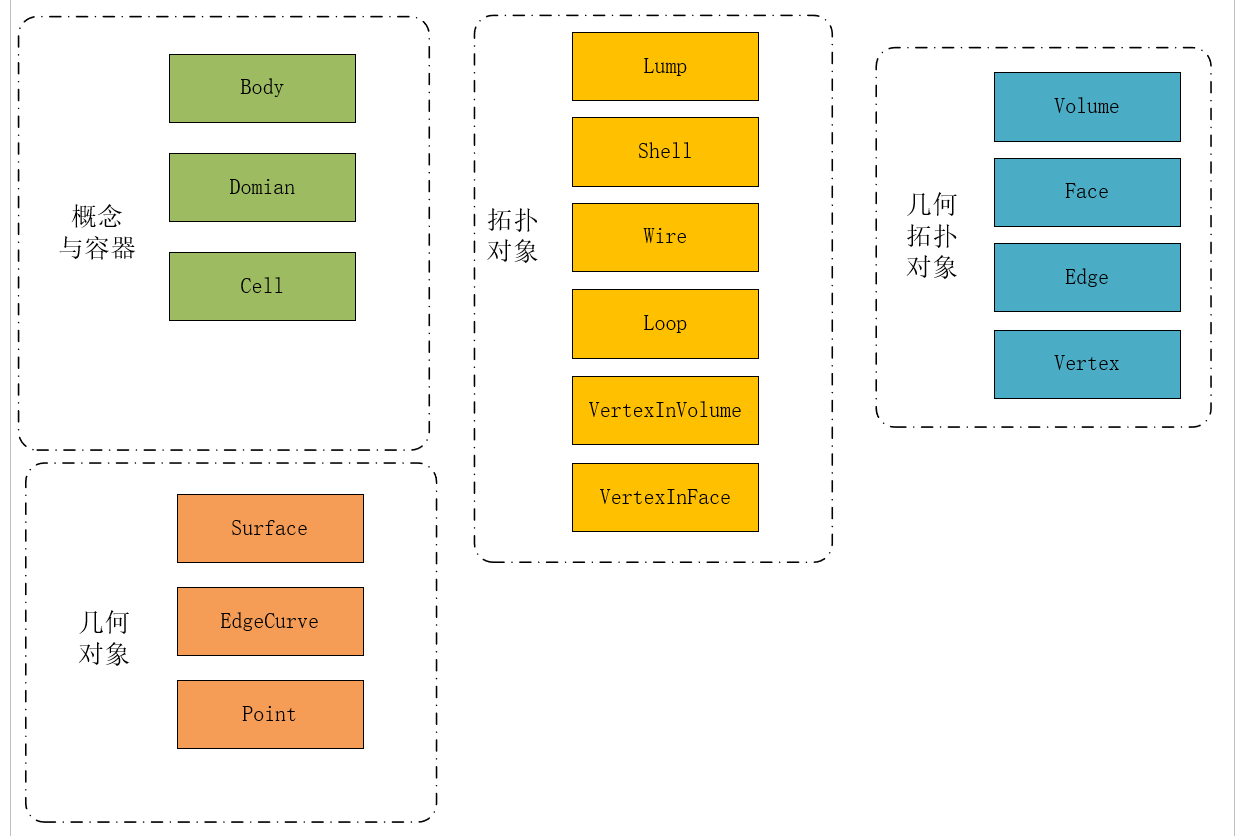 概念
与容器
Body
Domian
Cell
几何
对象
Surface
EdgeCurve
Point
拓扑
对象
Lump
Shell
Wire
Loop
VertexInVolume
VertexInFace
几何
拓扑
对象
Volume
Face
Edge
Vertex